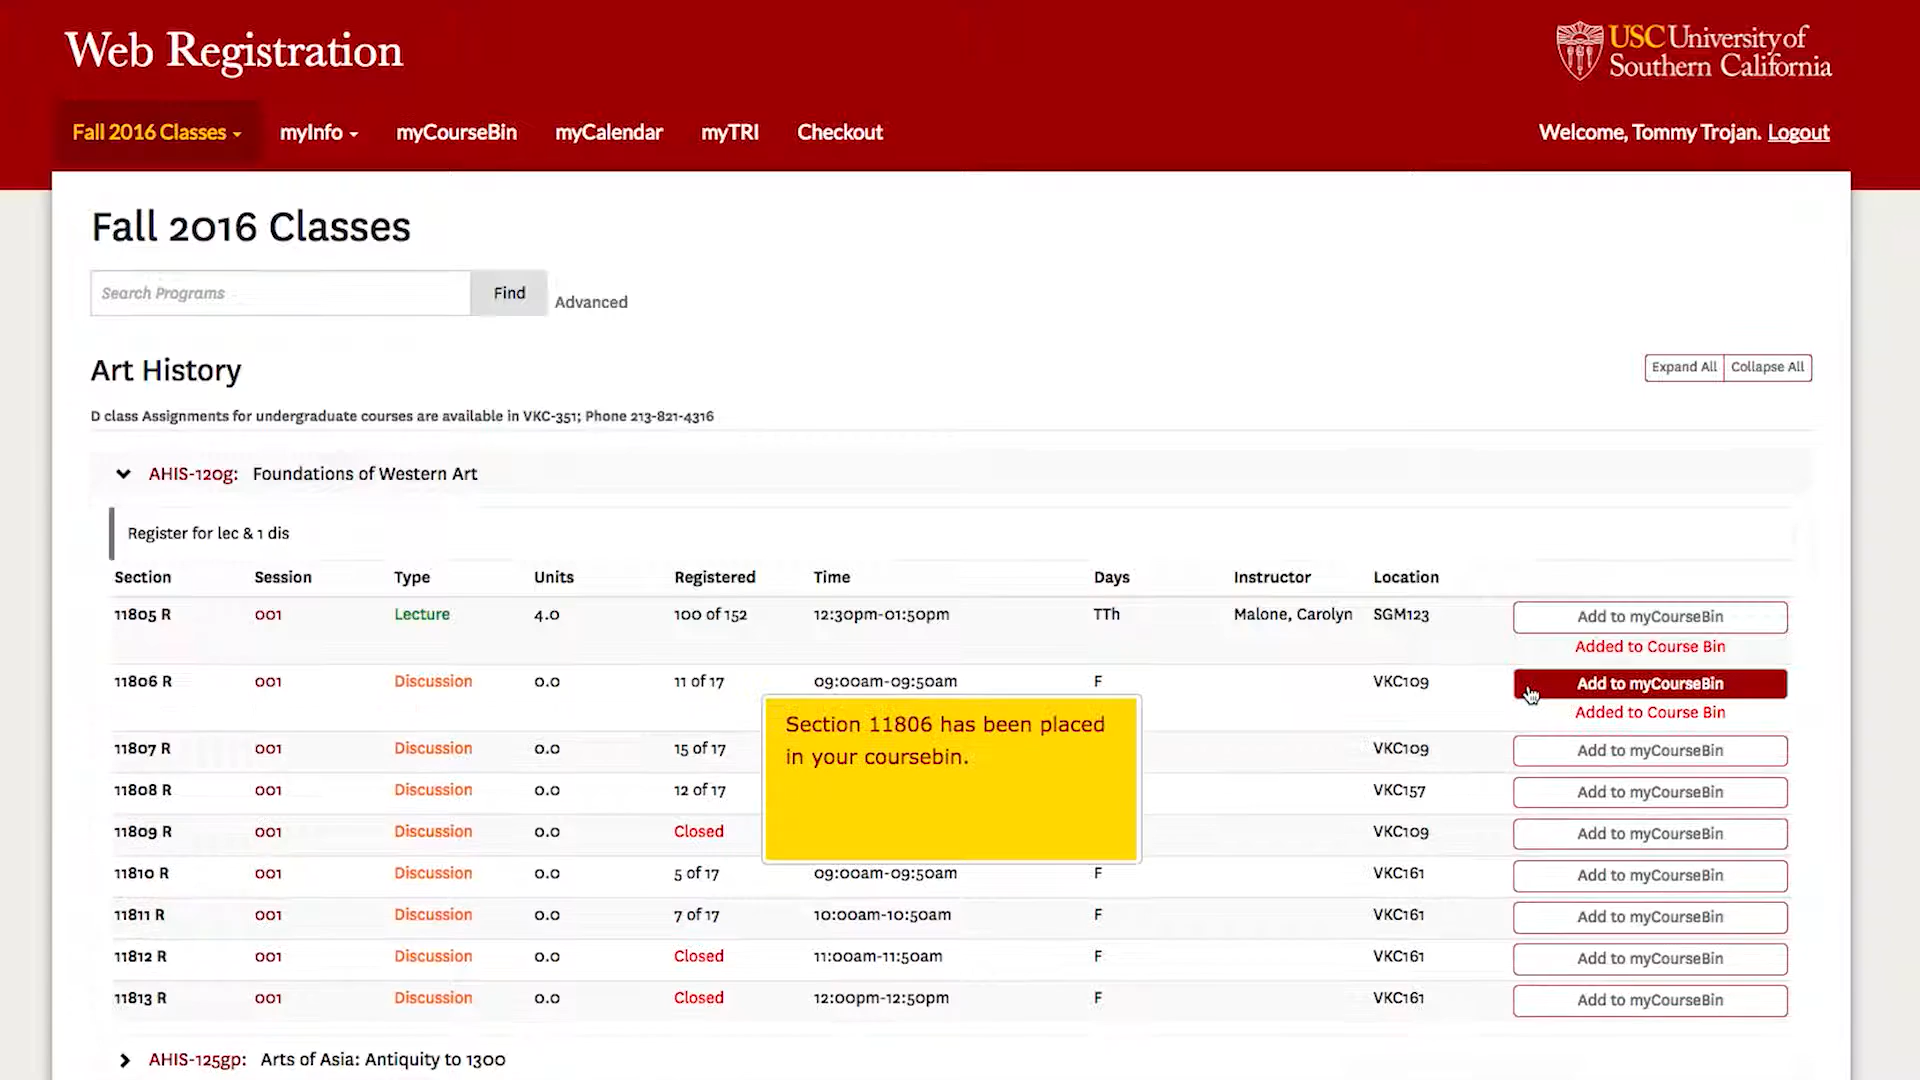 Web Registration
USC University of
Southern California
Fall 2016 Classes myInfo myCourseBin myCalendar myTRI Checkout Welcome, Tommy Trojan. Logout
Fall 2016 Classes
Search Programs Find Advanced
Art History Expand All Collapse All
D class Assignments for undergraduate courses are available in VKC-351; Phone 213-821-4316
AHIS-120g: Foundations of Western Art
Register for lec & 1 dis
Section Session Type Units Registered Time Days Instructor Location
11805 R 001 Lecture 4.0 100 of 152 12:30pm-01:50pm TTh Malone, Carolyn SGM123 Add to myCourseBin
Added to Course Bin
11806 R 001 Discussion 0.0 11 of 17 09:00am-09:50am F VKC109 Add to myCourseBin
Added to Course Bin
Section 11806 has been placed
in your coursebin.
11807 R 001 Discussion 0.0 15 of 17 VKC109 Add to myCourseBin
11808 R 001 Discussion 0.0 12 of 17 VKC157 Add to myCourseBin
11809 R 001 Discussion 0.0 Closed VKC109 Add to myCourseBin
11810 R 001 Discussion 0.0 5 of 17 09:00am-09:50am F VKC161 Add to myCourseBin
11811 R 001 Discussion 0.0 7 of 17 10:00am-10:50am F VKC161 Add to myCourseBin
11812 R 001 Discussion 0.0 Closed 11:00am-11:50am F VKC161 Add to myCourseBin
11813 R 001 Discussion 0.0 Closed 12:00pm-12:50pm F VKC161 Add to myCourseBin
AHIS-125gp: Arts of Asia: Antiquity to 1300